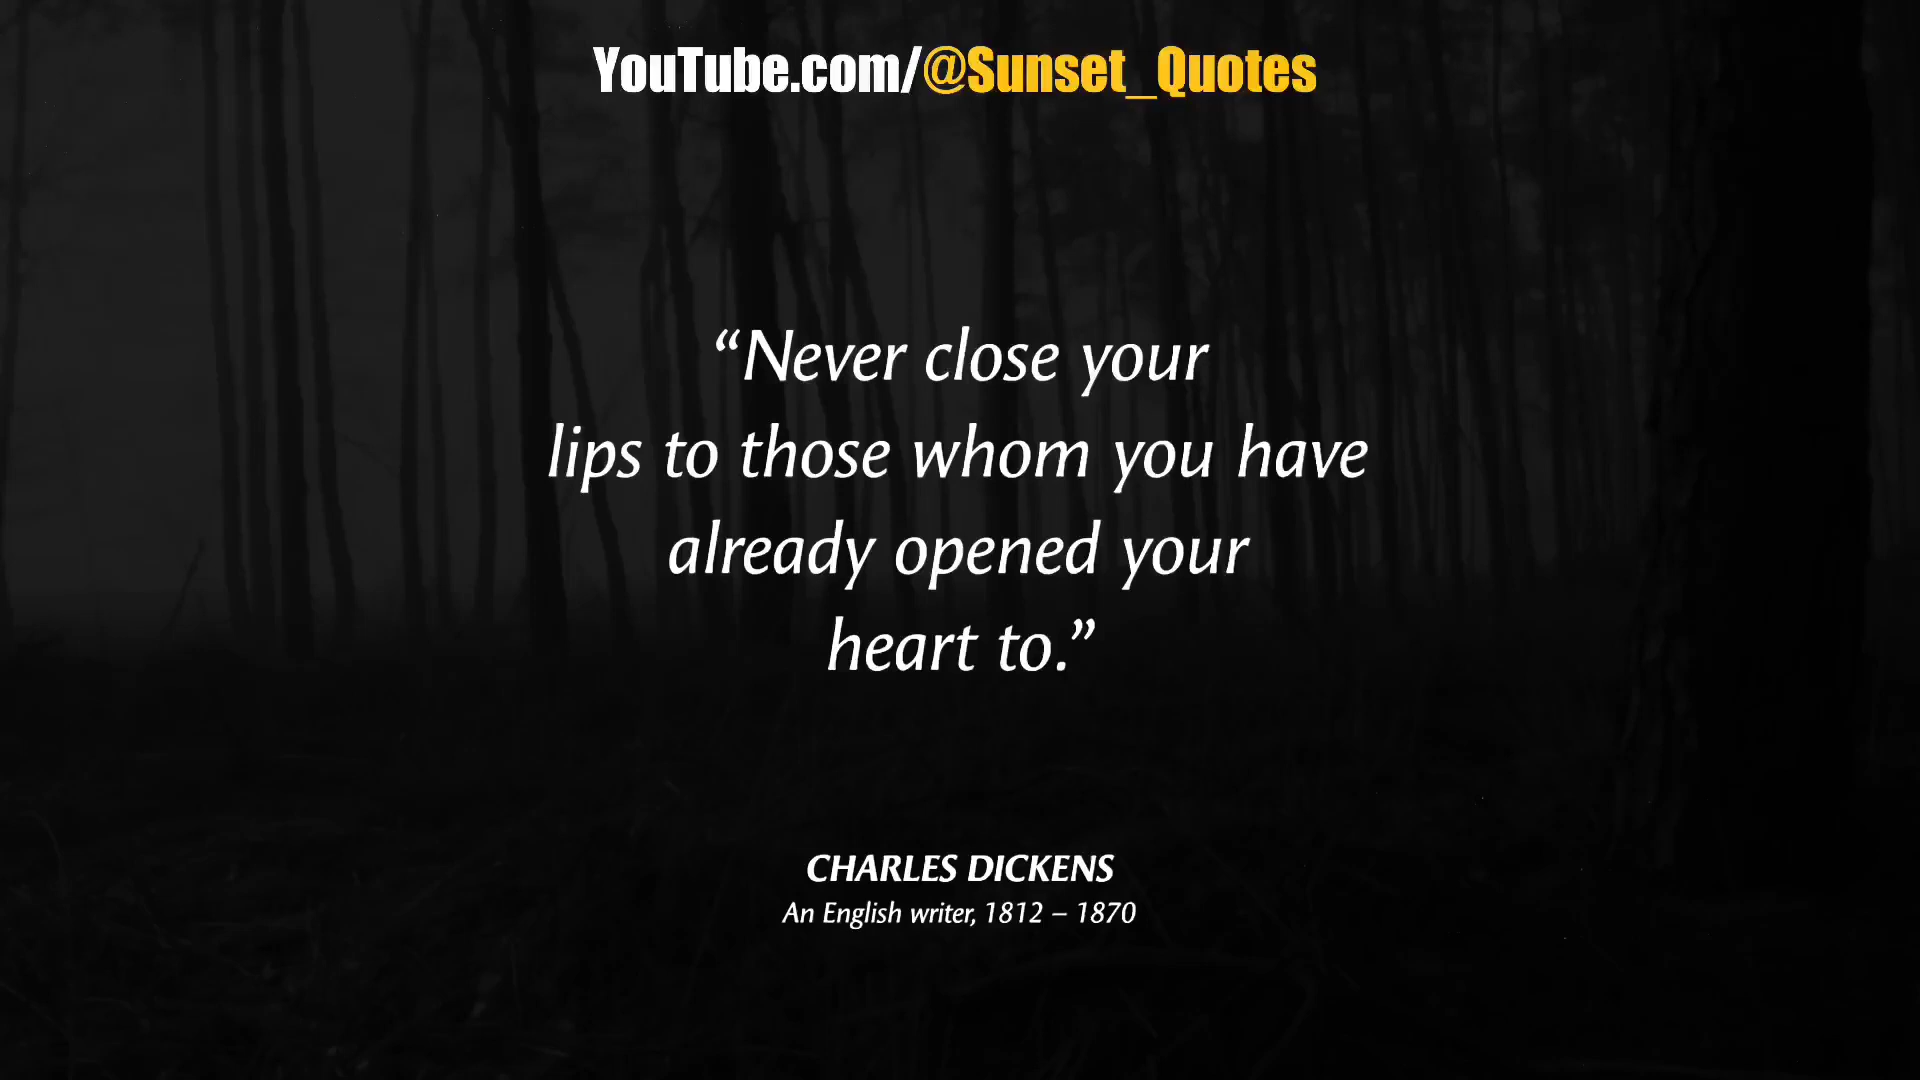 YouTube.com/@Sunset_Quotes
“Never close your
lips to those whom you have
already opened your
heart to.”
CHARLES DICKENS
An English writer, 1812 – 1870